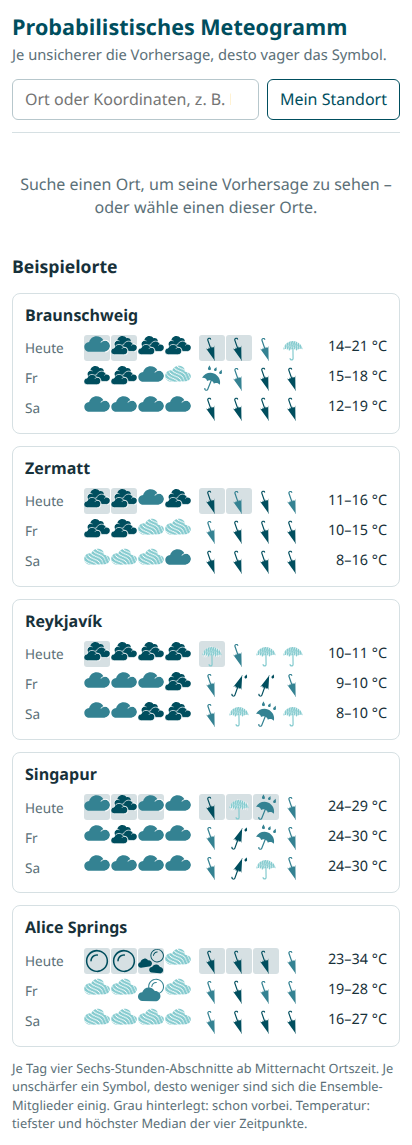 Probabilistisches Meteogramm
Je unsicherer die Vorhersage, desto vager das Symbol.
Ort oder Koordinaten, z. B.
Mein Standort
Suche einen Ort, um seine Vorhersage zu sehen –
oder wähle einen dieser Orte.
Beispielorte
Braunschweig
Heute 14–21 °C
Fr 15–18 °C
Sa 12–19 °C
Zermatt
Heute 11–16 °C
Fr 10–15 °C
Sa 8–16 °C
Reykjavík
Heute 10–11 °C
Fr 9–10 °C
Sa 8–10 °C
Singapur
Heute 24–29 °C
Fr 24–30 °C
Sa 24–30 °C
Alice Springs
Heute 23–34 °C
Fr 19–28 °C
Sa 16–27 °C
Je Tag vier Sechs-Stunden-Abschnitte ab Mitternacht Ortszeit. Je
unschärfer ein Symbol, desto weniger sind sich die Ensemble-
Mitglieder einig. Grau hinterlegt: schon vorbei. Temperatur:
tiefster und höchster Median der vier Zeitpunkte.